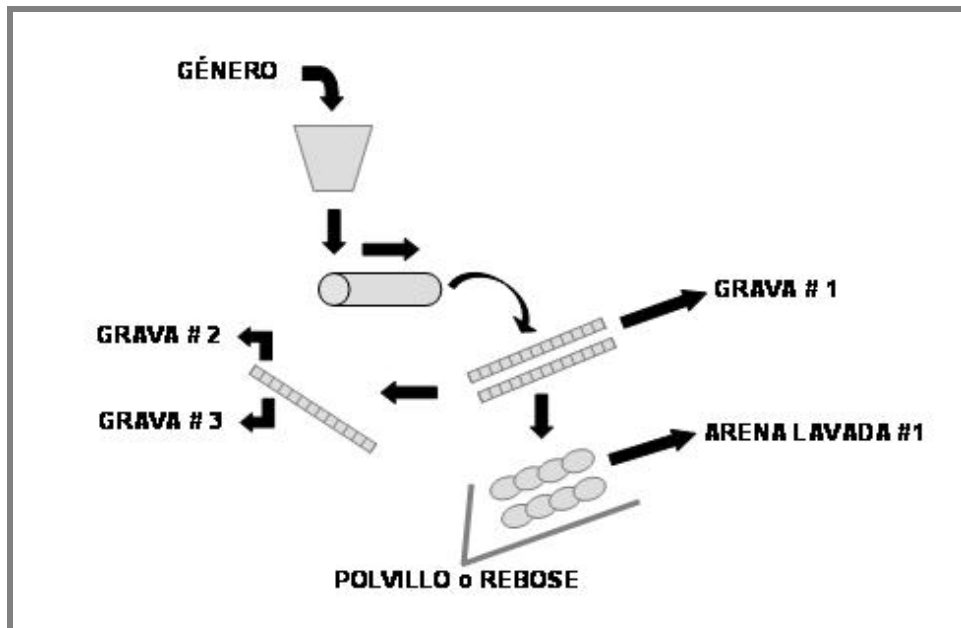 GÉNERO
GRAVA # 1
GRAVA # 2
GRAVA # 3
ARENA LAVADA #1
POLVILLO o REBOSE